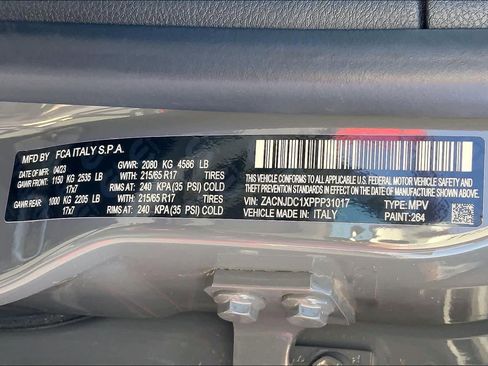 MFD BY FCA ITALY S.P.A.
DATE OF MFR: 04/23 GVWR: 2080 KG 4586 LB
GAWR FRONT: 1150 KG 2535 LB WITH: 215/65 R17 TIRES
17x7 RIMS AT: 240 KPA (35 PSI) COLD
GAWR REAR: 1000 KG 2205 LB WITH: 215/65 R17 TIRES
17x7 RIMS AT: 240 KPA (35 PSI) COLD
THIS VEHICLE CONFORMS TO ALL APPLICABLE U.S. FEDERAL MOTOR VEHICLE
SAFETY, BUMPER, AND THEFT PREVENTION STANDARDS
IN EFFECT ON THE DATE OF MANUFACTURE SHOWN ABOVE.
VIN: ZACNJDC1XPPP31017 TYPE: MPV
VEHICLE MADE IN: ITALY PAINT: 264